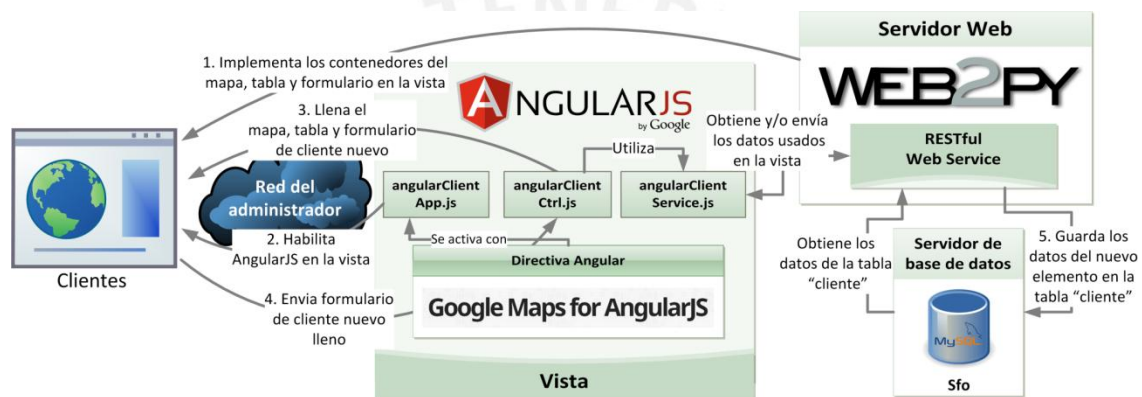 Servidor Web
WEB2PY
RESTful
Web Service
1. Implementa los contenedores del
mapa, tabla y formulario en la vista
ANGULARJS
by Google
3. Llena el
mapa, tabla y formulario
de cliente nuevo
Utiliza
Obtiene y/o envía
los datos usados
en la vista
Red del
administrador
angularClient
App.js
angularClient
Ctrl.js
angularClient
Service.js
2. Habilita
AngularJS en la vista
Se activa con
Directiva Angular
Google Maps for AngularJS
Clientes
4. Envia formulario
de cliente nuevo
lleno
Vista
Obtiene los
datos de la tabla
“cliente”
Servidor de
base de datos
MySQL
Sfo
5. Guarda los
datos del nuevo
elemento en la
tabla “cliente”